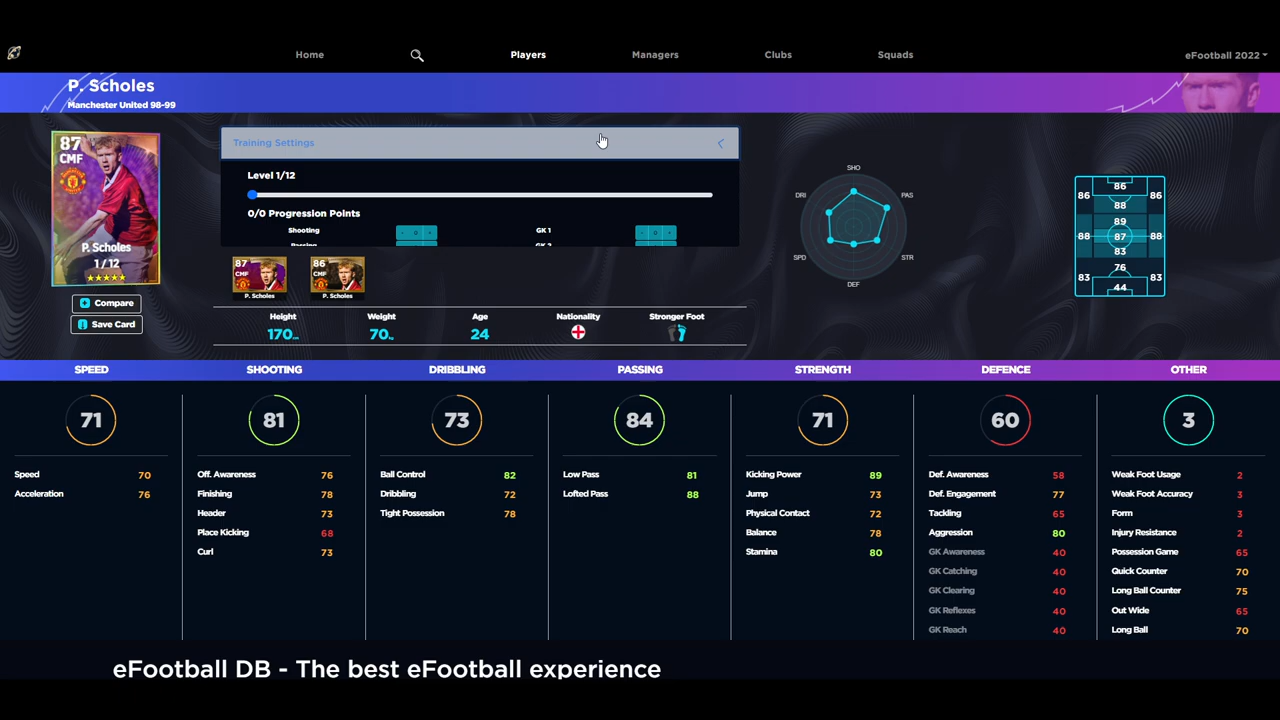 Home
Players
Managers
Clubs
Squads
eFootball 2022
P. Scholes
Manchester United 98-99
87
CMF
P. Scholes
1 / 12
Compare
Save Card
Training Settings
Level 1/12
0/0 Progression Points
Shooting - 0 + GK 1 - 0 +
Passing GK 2
87
CMF
P. Scholes
86
CMF
P. Scholes
Height Weight Age Nationality Stronger Foot
170 70 24
SHO
PAS
STR
DEF
SPD
DRI
86
86 86
88
89
88 87 88
83
76
83 83
44
SPEED SHOOTING DRIBBLING PASSING STRENGTH DEFENCE OTHER
71 81 73 84 71 60 3
Speed 70
Acceleration 76
Off. Awareness 76
Finishing 78
Header 73
Place Kicking 68
Curl 73
Ball Control 82
Dribbling 72
Tight Possession 78
Low Pass 81
Lofted Pass 88
Kicking Power 89
Jump 73
Physical Contact 72
Balance 78
Stamina 80
Def. Awareness 58
Def. Engagement 77
Tackling 65
Aggression 80
GK Awareness 40
GK Catching 40
GK Clearing 40
GK Reflexes 40
GK Reach 40
Weak Foot Usage 2
Weak Foot Accuracy 3
Form 3
Injury Resistance 2
Possession Game 65
Quick Counter 70
Long Ball Counter 75
Out Wide 65
Long Ball 70
eFootball DB - The best eFootball experience